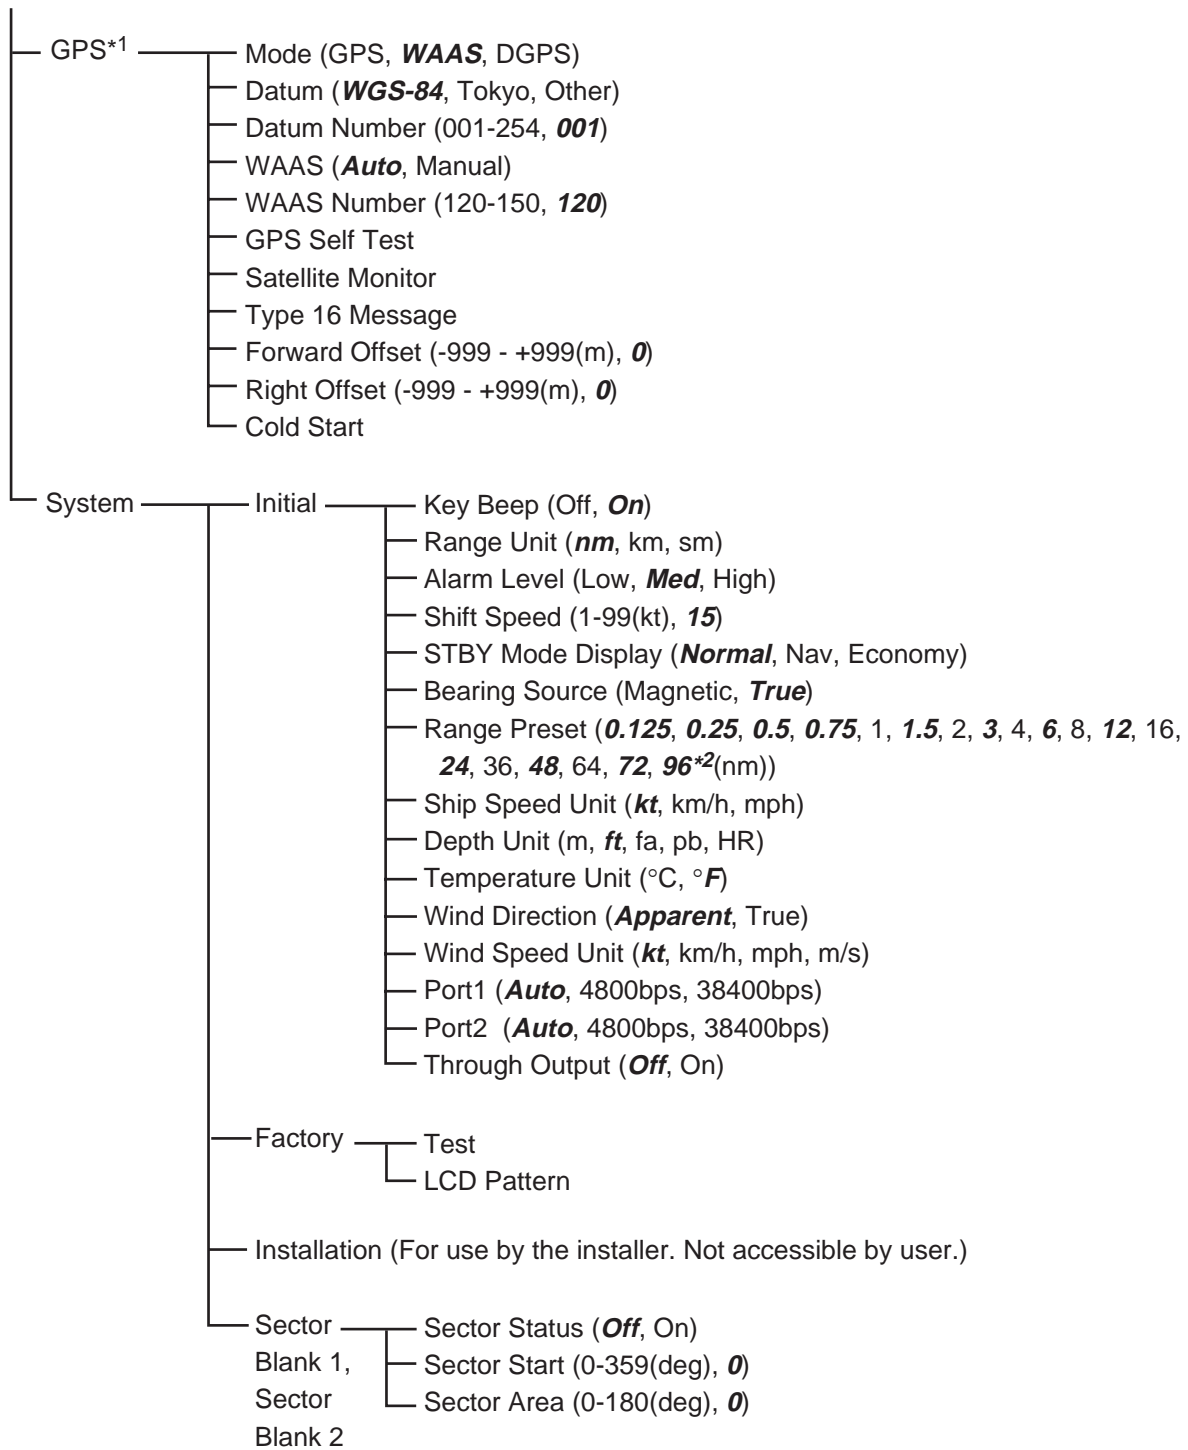 GPS*1
Mode (GPS, WAAS, DGPS)
Datum (WGS-84, Tokyo, Other)
Datum Number (001-254, 001)
WAAS (Auto, Manual)
WAAS Number (120-150, 120)
GPS Self Test
Satellite Monitor
Type 16 Message
Forward Offset (-999 - +999(m), 0)
Right Offset (-999 - +999(m), 0)
Cold Start
System
Initial
Key Beep (Off, On)
Range Unit (nm, km, sm)
Alarm Level (Low, Med, High)
Shift Speed (1-99(kt), 15)
STBY Mode Display (Normal, Nav, Economy)
Bearing Source (Magnetic, True)
Range Preset (0.125, 0.25, 0.5, 0.75, 1, 1.5, 2, 3, 4, 6, 8, 12, 16,
24, 36, 48, 64, 72, 96*2(nm))
Ship Speed Unit (kt, km/h, mph)
Depth Unit (m, ft, fa, pb, HR)
Temperature Unit (°C, °F)
Wind Direction (Apparent, True)
Wind Speed Unit (kt, km/h, mph, m/s)
Port1 (Auto, 4800bps, 38400bps)
Port2 (Auto, 4800bps, 38400bps)
Through Output (Off, On)
Factory
Test
LCD Pattern
Installation (For use by the installer. Not accessible by user.)
Sector
Blank 1,
Sector
Blank 2
Sector Status (Off, On)
Sector Start (0-359(deg), 0)
Sector Area (0-180(deg), 0)